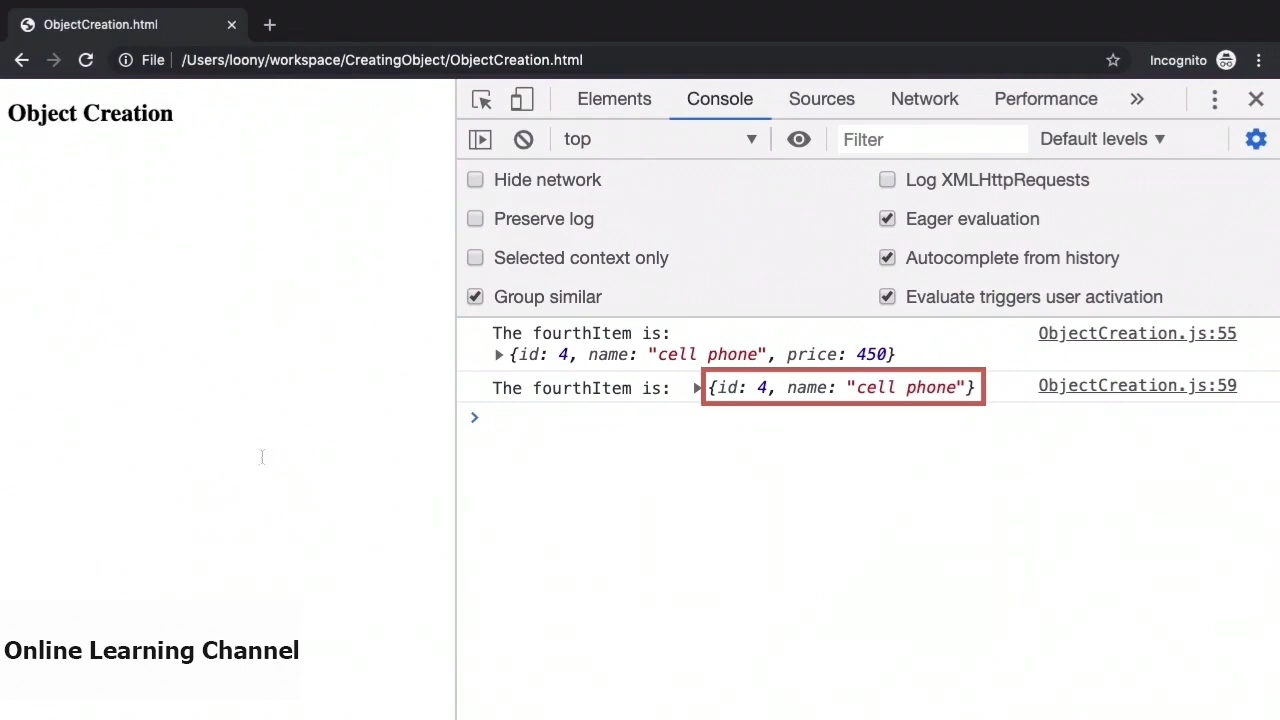 ObjectCreation.html
File /Users/loony/workspace/CreatingObject/ObjectCreation.html
Incognito
Object Creation
Elements Console Sources Network Performance
top Filter Default levels
Hide network Log XMLHttpRequests
Preserve log Eager evaluation
Selected context only Autocomplete from history
Group similar Evaluate triggers user activation
The fourthItem is: ObjectCreation.js:55
{id: 4, name: "cell phone", price: 450}
The fourthItem is: {id: 4, name: "cell phone"} ObjectCreation.js:59
Online Learning Channel